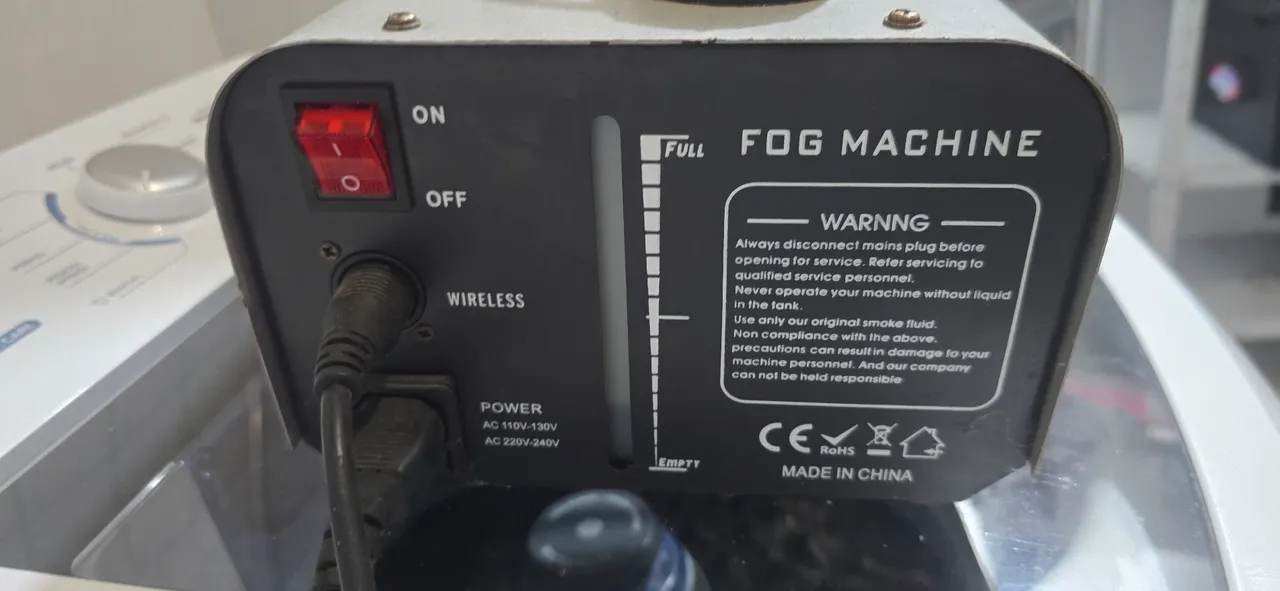 ON
I
O
OFF
WIRELESS
POWER
AC 110V-130V
AC 220V-240V
FULL
EMPTY
FOG MACHINE
WARNNG
Always disconnect mains plug before
opening for service. Refer servicing to
qualified service personnel.
Never operate your machine without liquid
in the tank.
Use anly our original smoke fluid.
Non compliance with the above.
precautions can result in damage to your
machine personnel. And our company
can not be held responsible
CE
RoHS
MADE IN CHINA